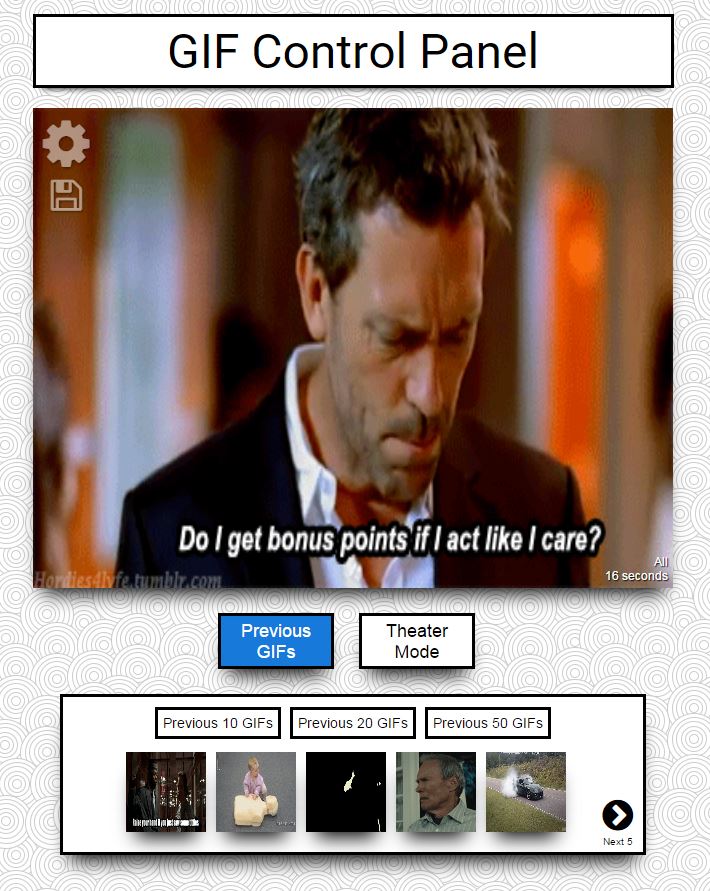 GIF Control Panel
Do I get bonus points if I act like I care?
All
16 seconds
Hordies4lyfe.tumblr.com
Previous
GIFs
Theater
Mode
Previous 10 GIFs
Previous 20 GIFs
Previous 50 GIFs
Next 5